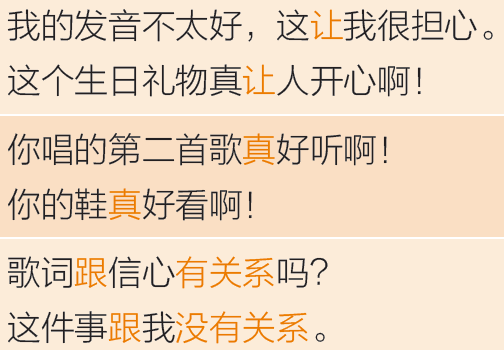 我的发音不太好，这让我很担心。
这个生日礼物真让人开心啊！
你唱的第二首歌真好听啊！
你的鞋真好看啊！
歌词跟信心有关系吗？
这件事跟我没有关系。